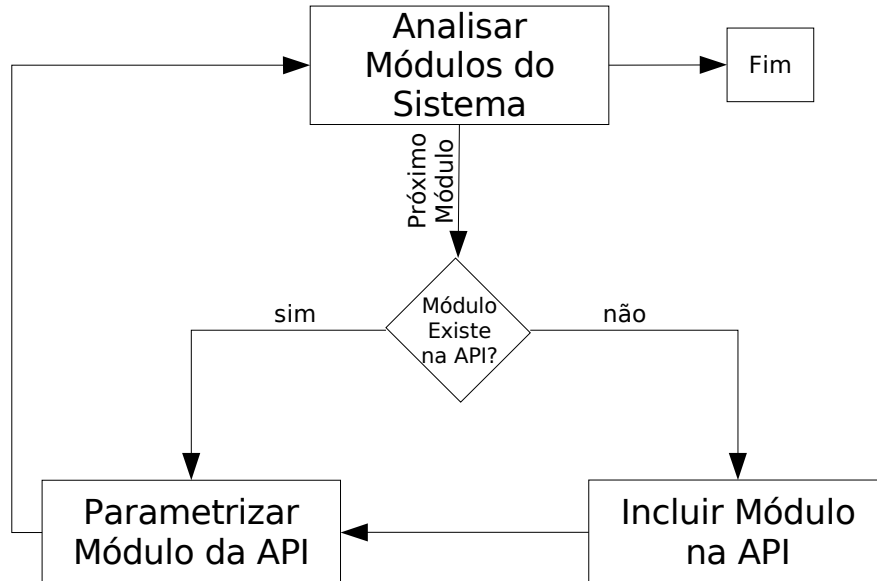 Analisar
Módulos do
Sistema
Fim
Próximo
Módulo
Módulo
Existe
na API?
sim
não
Parametrizar
Módulo da API
Incluir Módulo
na API